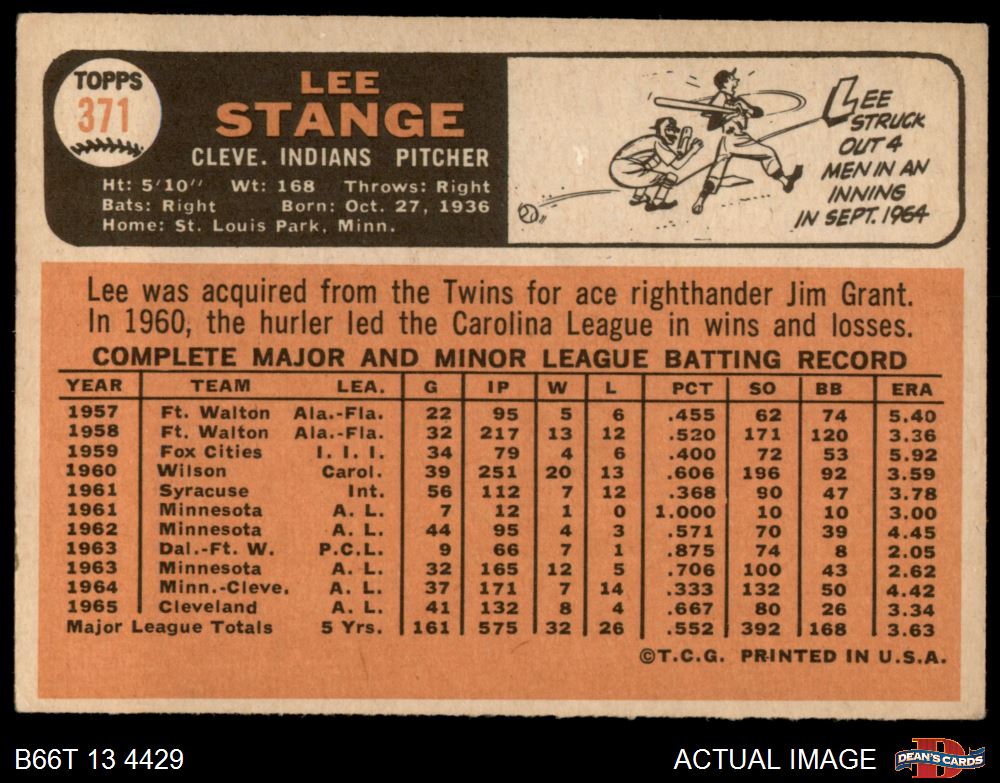 TOPPS
371
LEE
STANGE
CLEVE. INDIANS PITCHER
Ht: 5'10" Wt: 168 Throws: Right
Bats: Right Born: Oct. 27, 1936
Home: St. Louis Park, Minn.
LEE
STRUCK
OUT 4
MEN IN AN
INNING
IN SEPT. 1964
Lee was acquired from the Twins for ace righthander Jim Grant.
In 1960, the hurler led the Carolina League in wins and losses.
COMPLETE MAJOR AND MINOR LEAGUE BATTING RECORD
YEAR TEAM LEA. G IP W L PCT SO BB ERA
1957 Ft. Walton Ala.-Fla. 22 95 5 6 .455 62 74 5.40
1958 Ft. Walton Ala.-Fla. 32 217 13 12 .520 171 120 3.36
1959 Fox Cities I. I. I. 34 79 4 6 .400 72 53 5.92
1960 Wilson Carol. 39 251 20 13 .606 196 92 3.59
1961 Syracuse Int. 56 112 7 12 .368 90 47 3.78
1961 Minnesota A. L. 7 12 1 0 1.000 10 10 3.00
1962 Minnesota A. L. 44 95 4 3 .571 70 39 4.45
1963 Dal.-Ft. W. P.C.L. 9 66 7 1 .875 74 8 2.05
1963 Minnesota A. L. 32 165 12 5 .706 100 43 2.62
1964 Minn.-Cleve. A. L. 37 171 7 14 .333 132 50 4.42
1965 Cleveland A. L. 41 132 8 4 .667 80 26 3.34
Major League Totals 5 Yrs. 161 575 32 26 .552 392 168 3.63
©T.C.G. PRINTED IN U.S.A.
B66T 13 4429 ACTUAL IMAGE D DEAN'S CARDS